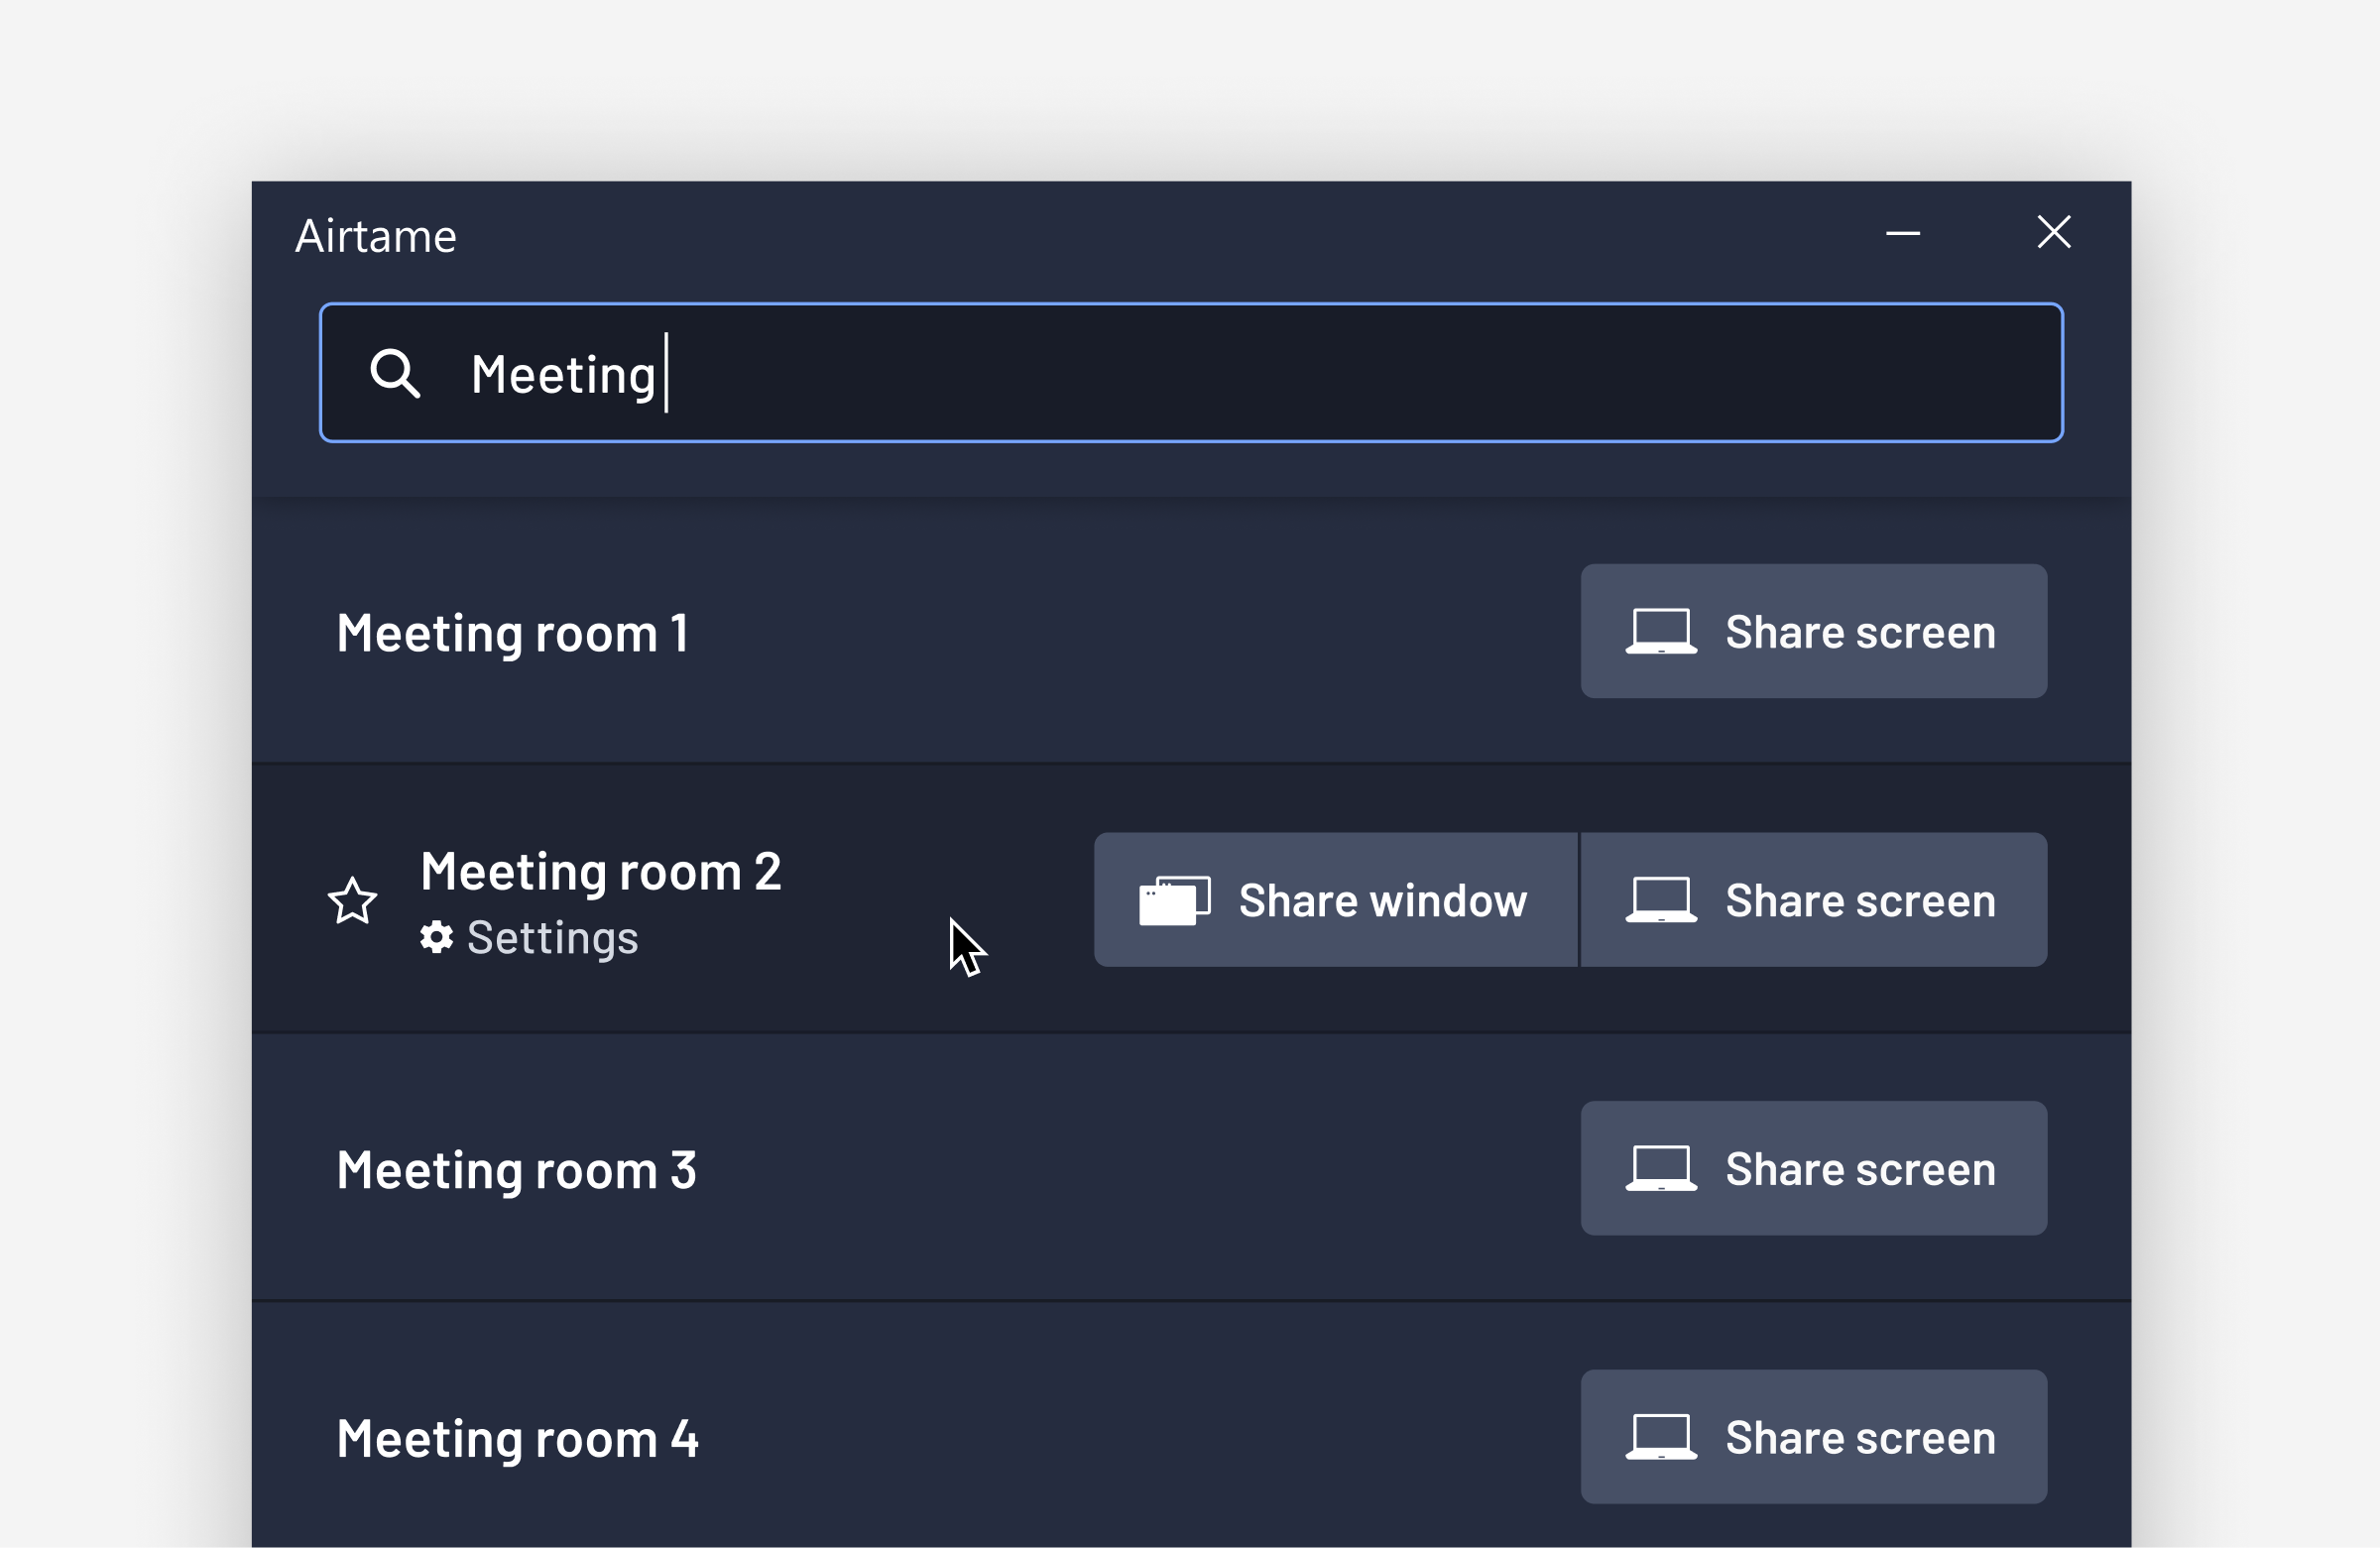 Airtame
Meeting
Meeting room 1
Share screen
Meeting room 2
Settings
Share window
Share screen
Meeting room 3
Share screen
Meeting room 4
Share screen